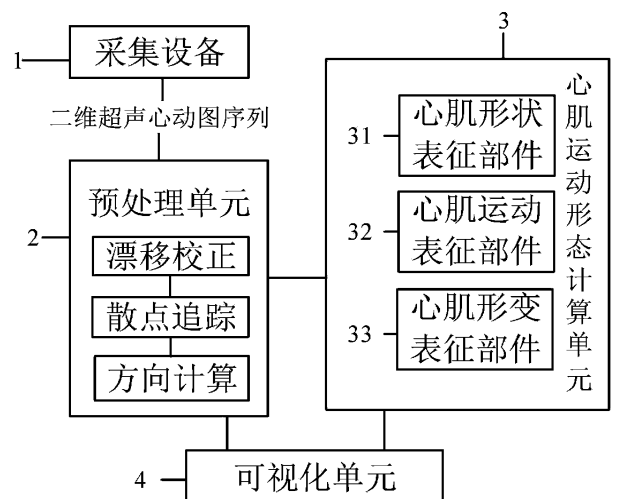 1
采集设备
二维超声心动图序列
2
预处理单元
漂移校正
散点追踪
方向计算
3
心肌运动形态计算单元
31
心肌形状
表征部件
32
心肌运动
表征部件
33
心肌形变
表征部件
4
可视化单元